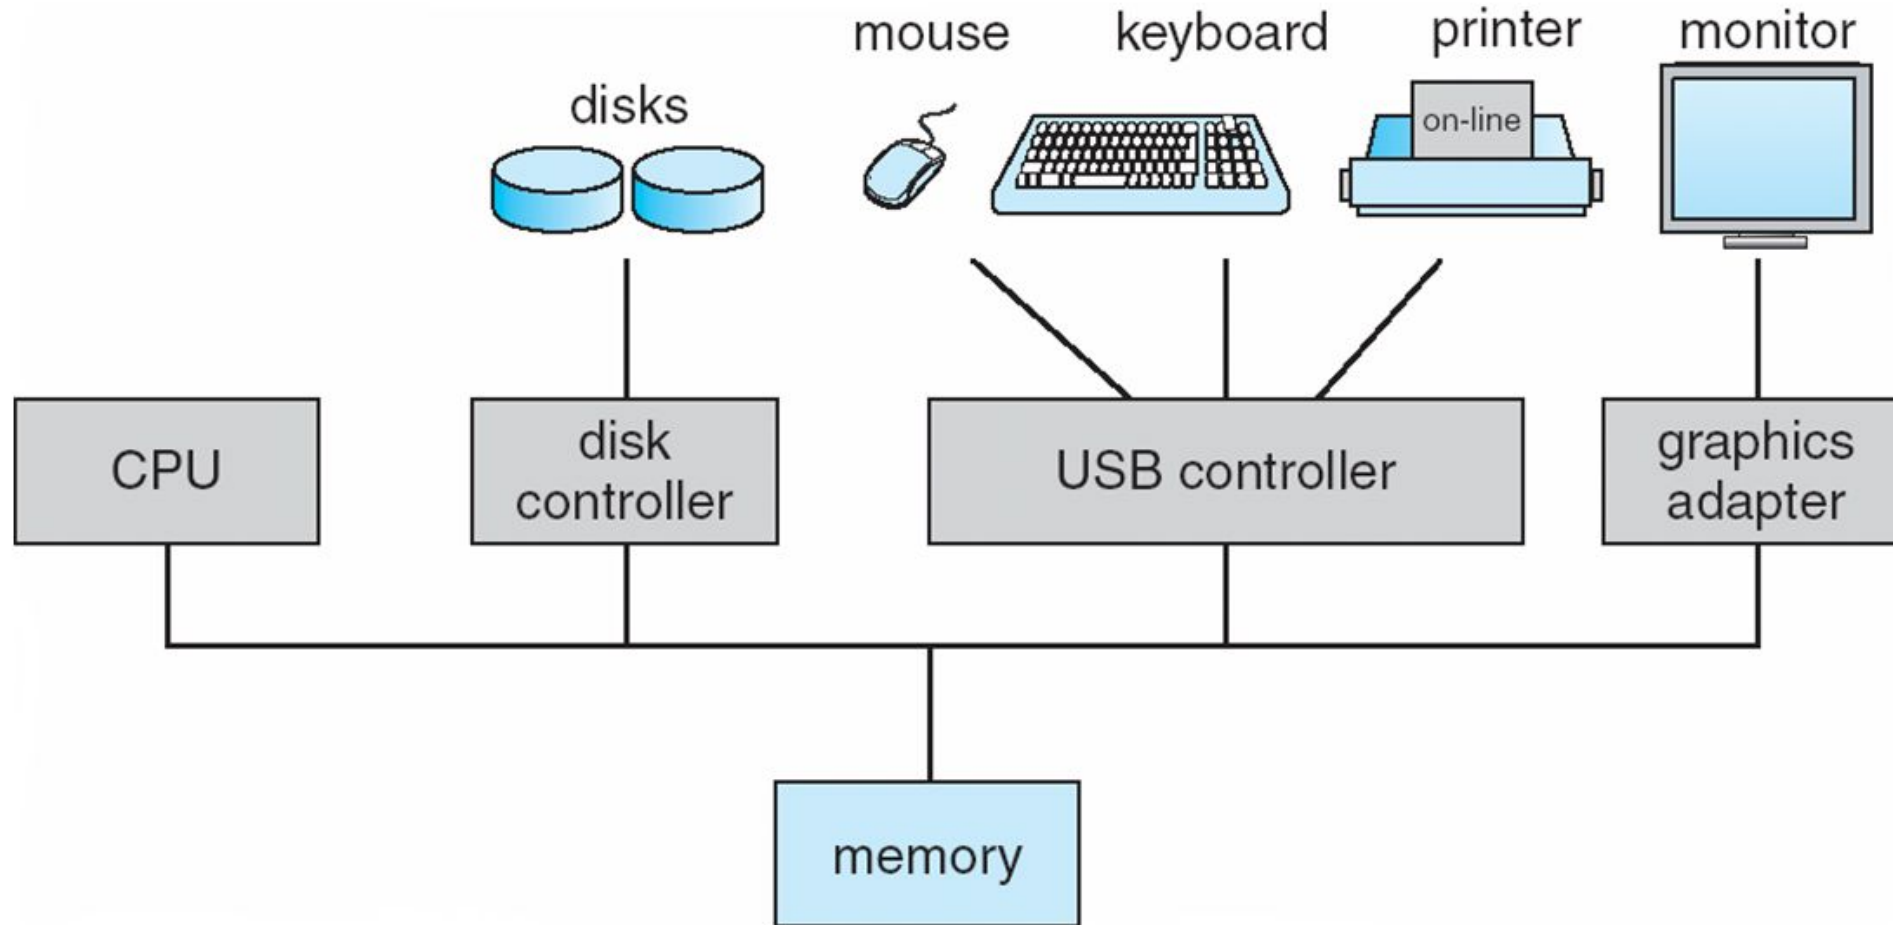 mouse
keyboard
printer
monitor
disks
on-line
CPU
disk
controller
USB controller
graphics
adapter
memory